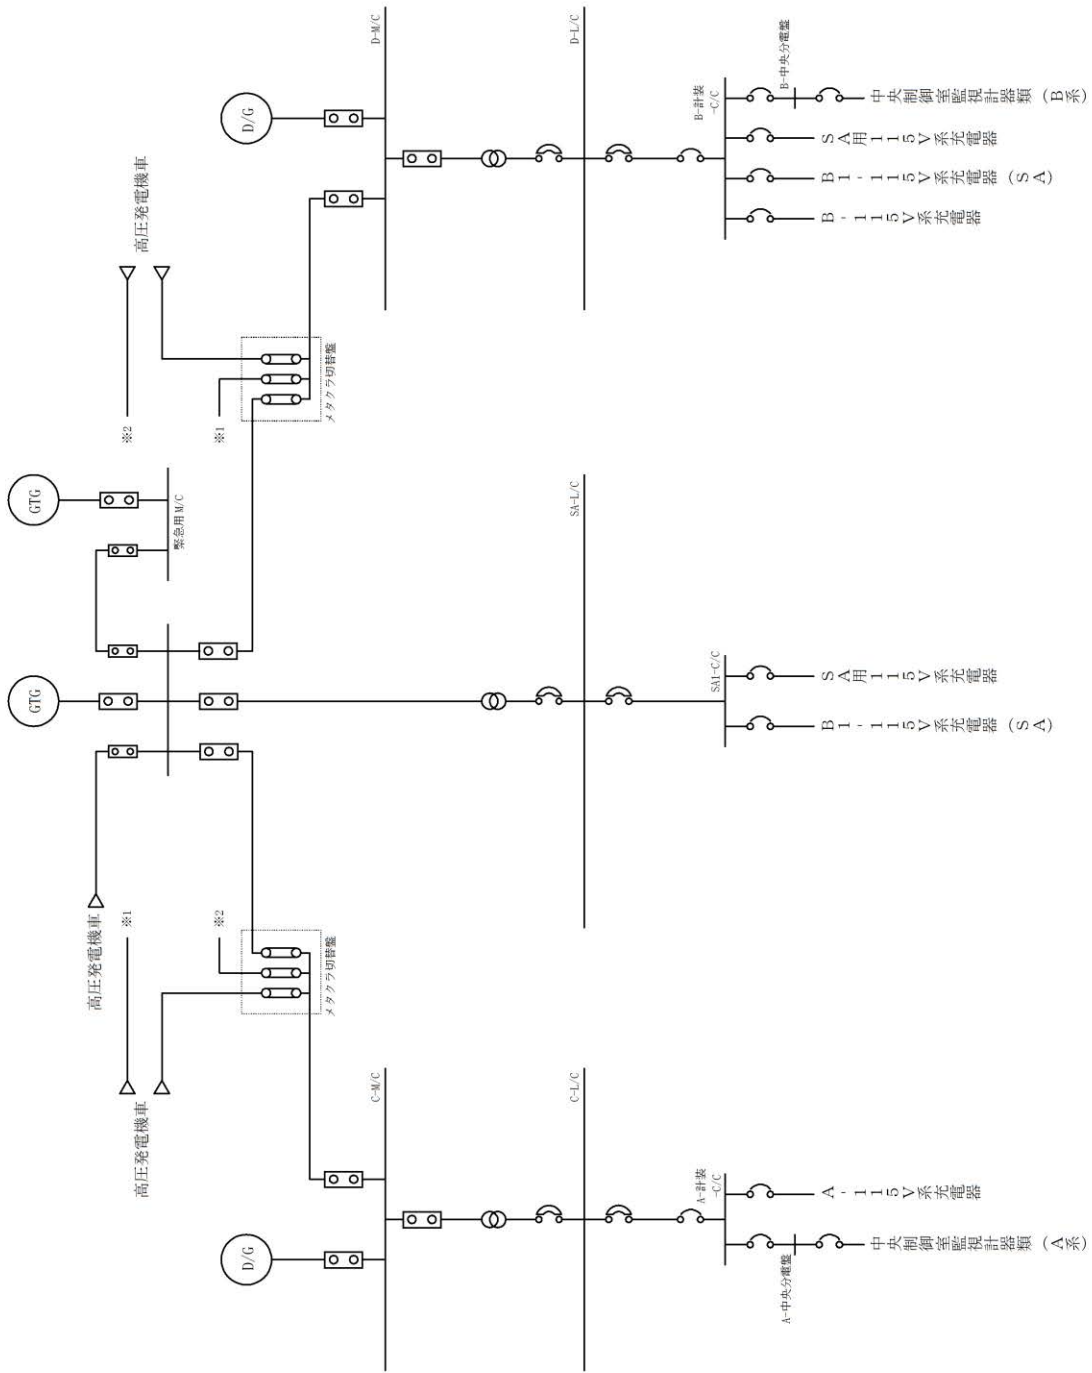 GTG
GTG
高圧発電機車
※1
※2
高圧発電機車
高圧発電機車
緊急用 M/C
※2
※1
D/G
D/G
メタクラ切替盤
メタクラ切替盤
C-M/C
D-M/C
C-L/C
SA-L/C
D-L/C
A-計装
-C/C
SA1-C/C
B-計装
-C/C
A-中央分電盤
B-中央分電盤
中央制御室監視計器類(A系)
A-115V系充電器
B1-115V系充電器(SA)
SA用115V系充電器
B-115V系充電器
B1-115V系充電器(SA)
SA用115V系充電器
中央制御室監視計器類(B系)